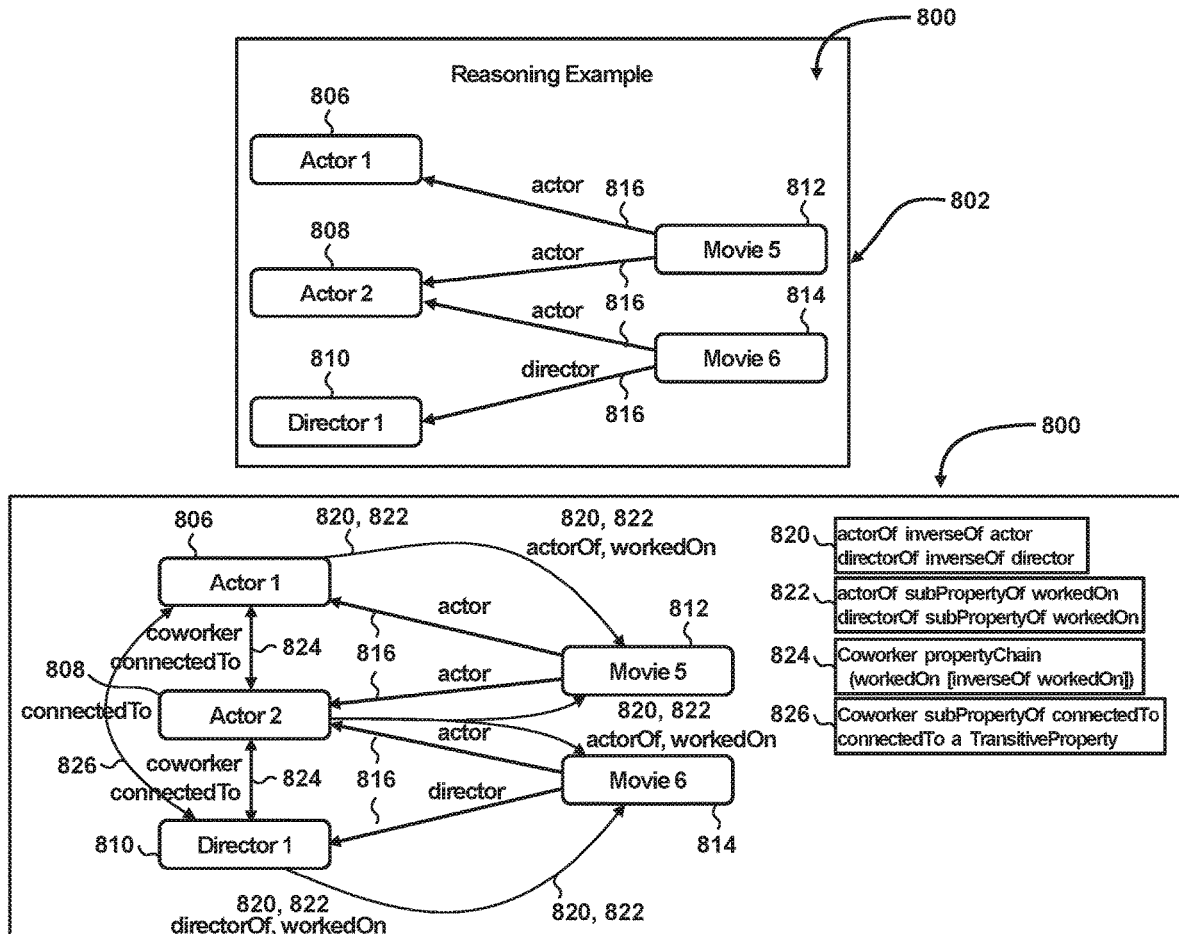 800
Reasoning Example
806
Actor 1
actor
816
812
802
Movie 5
808
actor
Actor 2
816
814
actor
816
Movie 6
810
director
816
Director 1
800
806
820, 822
820, 822
actorOf, workedOn
Actor 1
actor
812
coworker
connectedTo
824
816
Movie 5
808
actor
connectedTo
Actor 2
816
820, 822
actorOf, workedOn
actor
826
coworker
connectedTo
824
816
Movie 6
director
816
814
810
Director 1
820, 822
directorOf, workedOn
820, 822
820
actorOf inverseOf actor
directorOf inverseOf director
822
actorOf subPropertyOf workedOn
directorOf subPropertyOf workedOn
824
Coworker propertyChain
(workedOn [inverseOf workedOn])
826
Coworker subPropertyOf connectedTo
connectedTo a TransitiveProperty